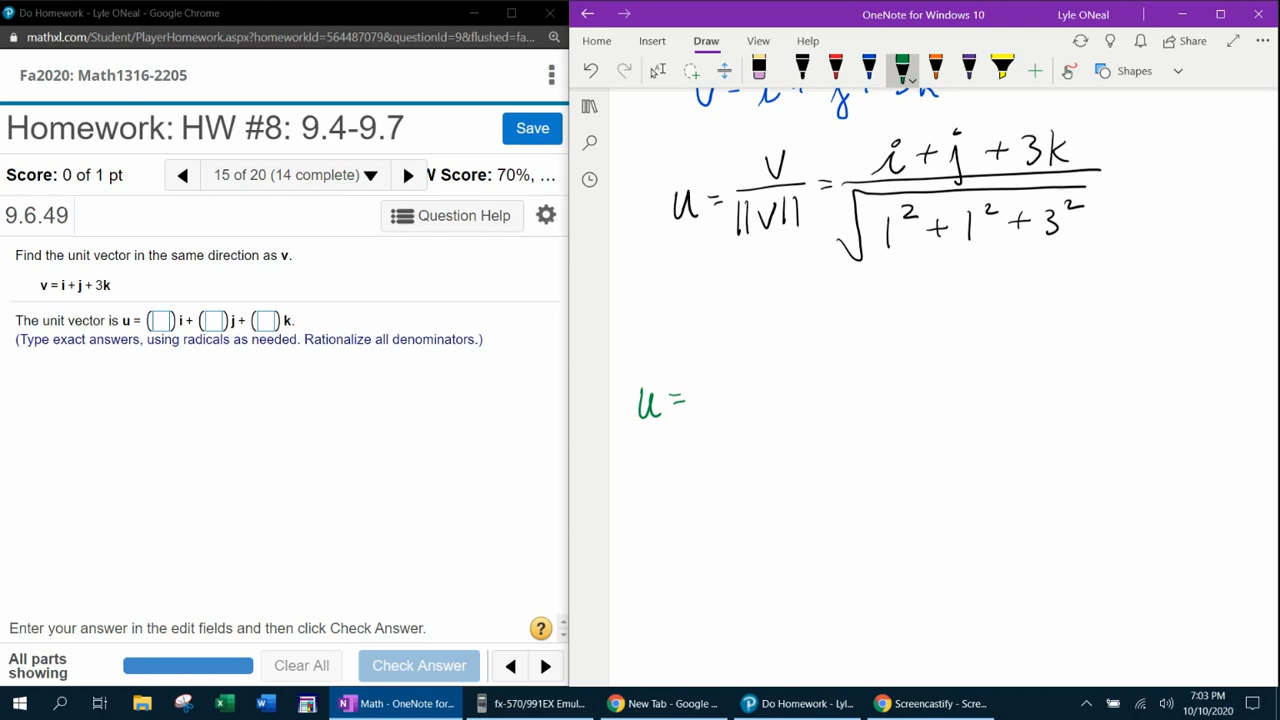 Do Homework - Lyle ONeal - Google Chrome
mathxl.com/Student/PlayerHomework.aspx?homeworkId=564487079&questionId=9&flushed=fa...
Fa2020: Math1316-2205
Homework: HW #8: 9.4-9.7
Save
Score: 0 of 1 pt
15 of 20 (14 complete)
W Score: 70%, ...
9.6.49
Question Help
Find the unit vector in the same direction as v.
v = i + j + 3k
The unit vector is u = ( ) i + ( ) j + ( ) k.
(Type exact answers, using radicals as needed. Rationalize all denominators.)
Enter your answer in the edit fields and then click Check Answer.
?
All parts
showing
Clear All
Check Answer
OneNote for Windows 10
Lyle ONeal
Home Insert Draw View Help
Share
Shapes
v = i + j + 3k
u = v / ||v|| = i + j + 3k / √1² + 1² + 3²
u =
Math - OneNote for...
fx-570/991EX Emul...
New Tab - Google ...
Do Homework - Lyl...
Screencastify - Scre...
7:03 PM
10/10/2020